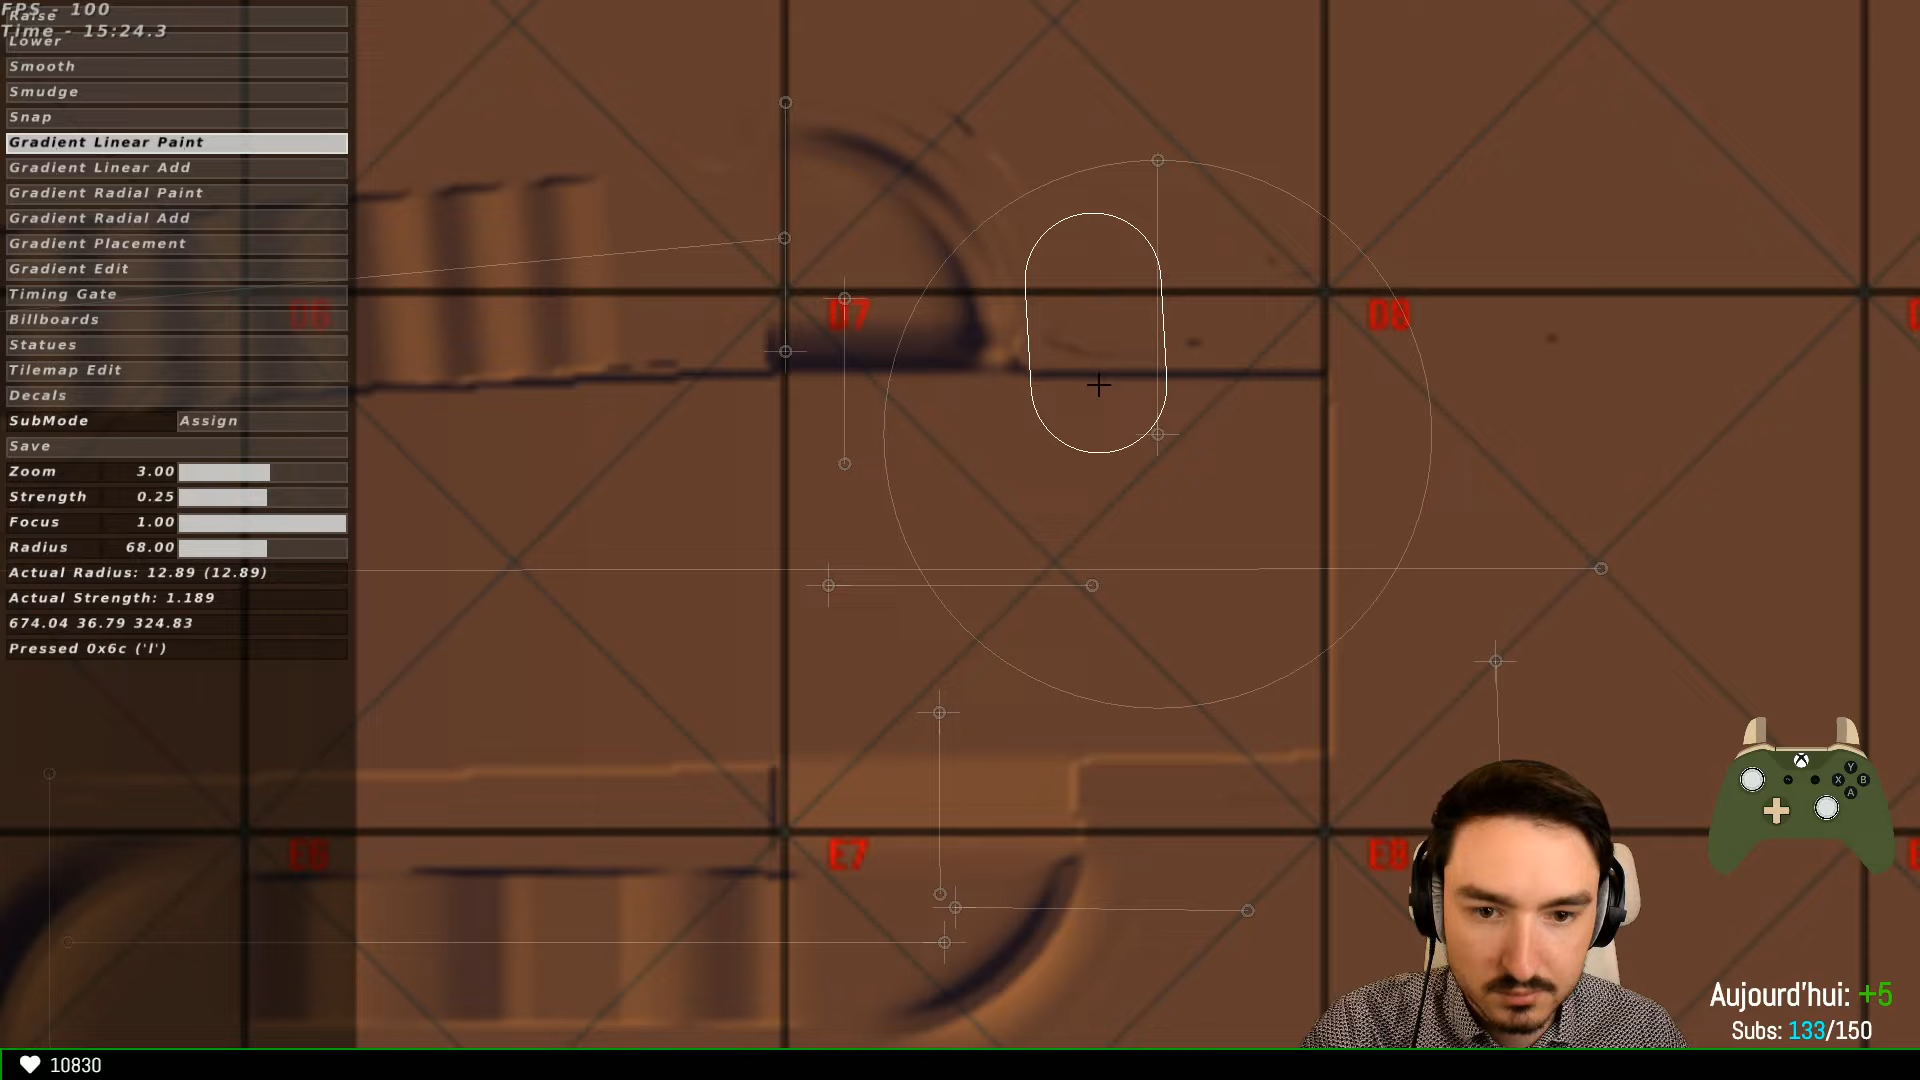 FPS - 100
Raise
Time - 15:24.3
Lower
Smooth
Smudge
Snap
Gradient Linear Paint
Gradient Linear Add
Gradient Radial Paint
Gradient Radial Add
Gradient Placement
Gradient Edit
Timing Gate
Billboards
Statues
Tilemap Edit
Decals
SubMode Assign
Save
Zoom 3.00
Strength 0.25
Focus 1.00
Radius 68.00
Actual Radius: 12.89 (12.89)
Actual Strength: 1.189
674.04 36.79 324.83
Pressed 0x6c ('l')
D6
D7
D8
E6
E7
E8
Y
X
B
A
Aujourd'hui: +5
Subs: 133/150
10830